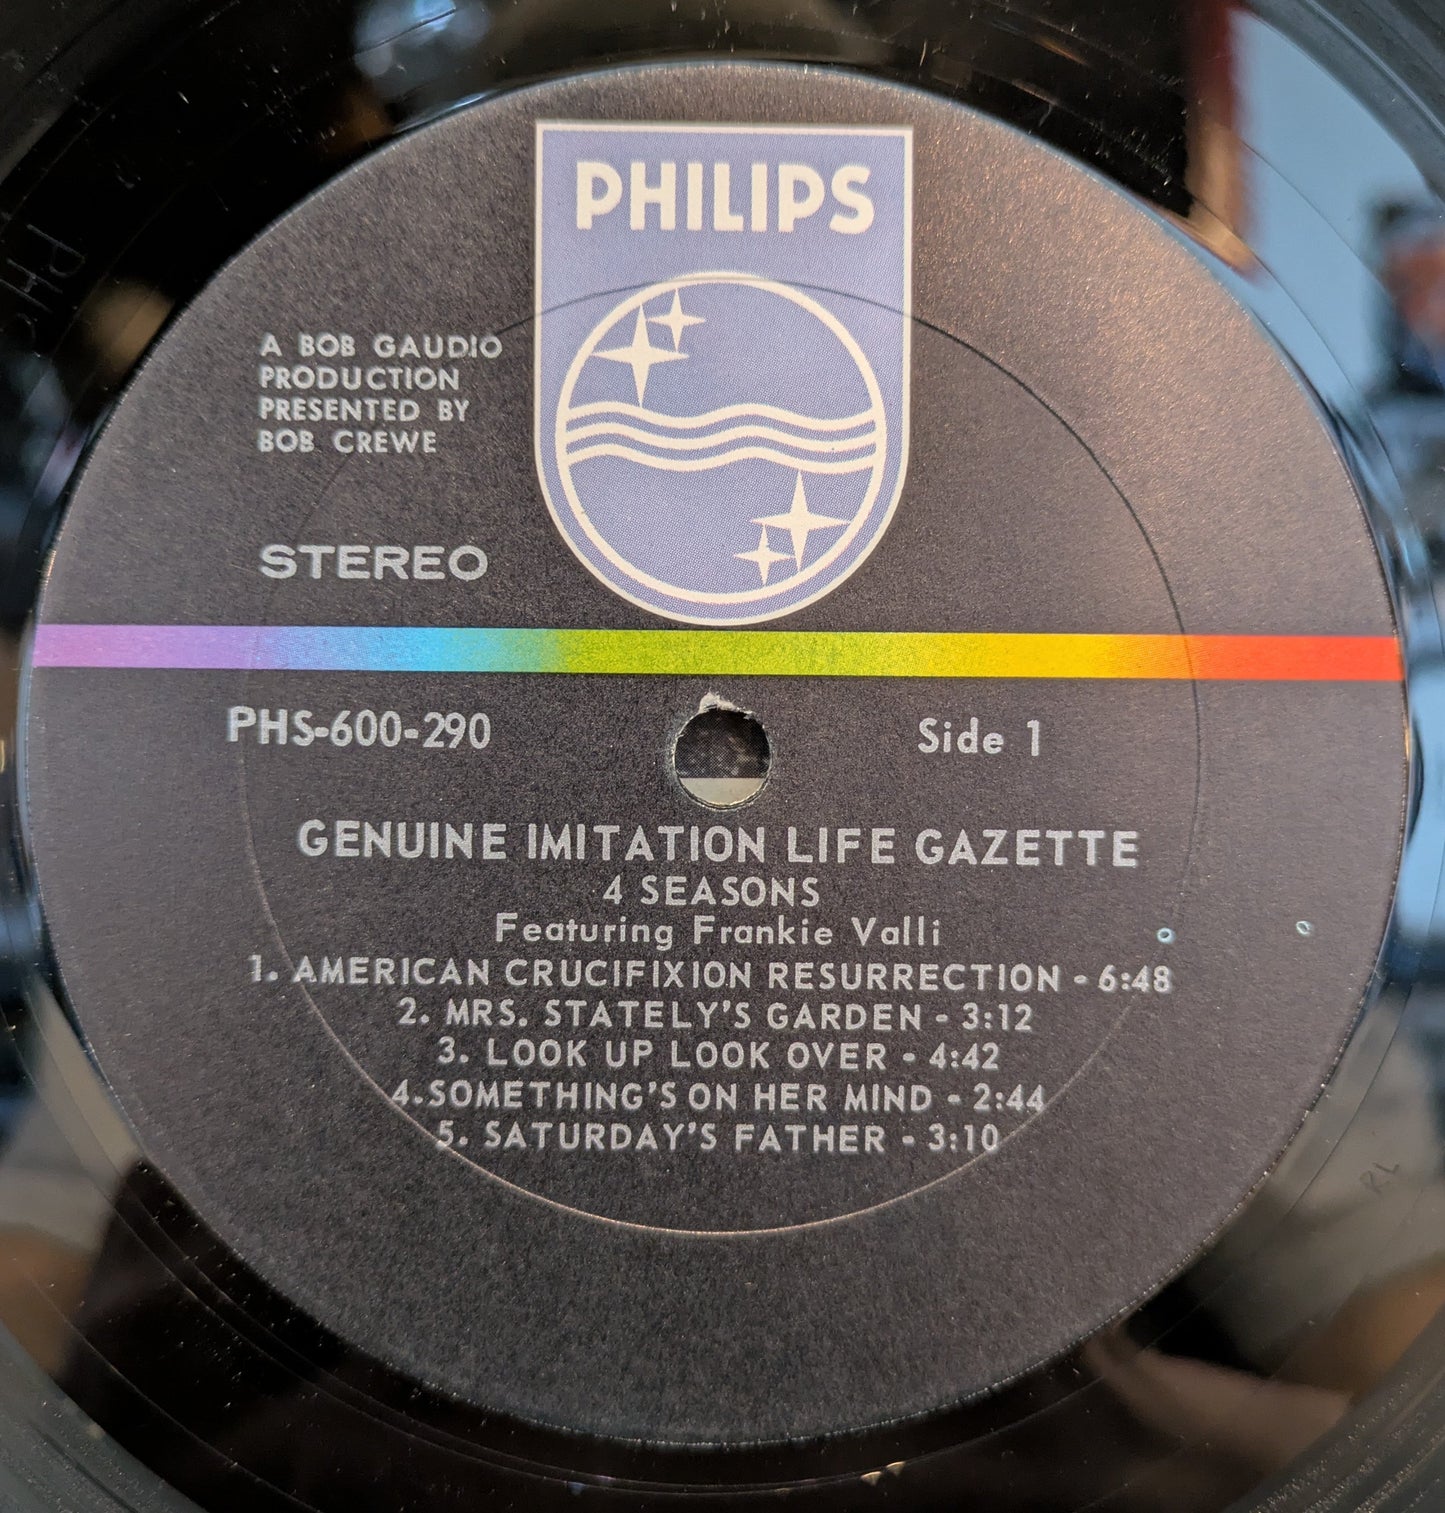 PHILIPS
A BOB GAUDIO
PRODUCTION
PRESENTED BY
BOB CREWE
STEREO
PHS-600-290
Side 1
GENUINE IMITATION LIFE GAZETTE
4 SEASONS
Featuring Frankie Valli
1. AMERICAN CRUCIFIXION RESURRECTION - 6:48
2. MRS. STATELY'S GARDEN - 3:12
3. LOOK UP LOOK OVER - 4:42
4. SOMETHING'S ON HER MIND - 2:44
5. SATURDAY'S FATHER - 3:10
RL